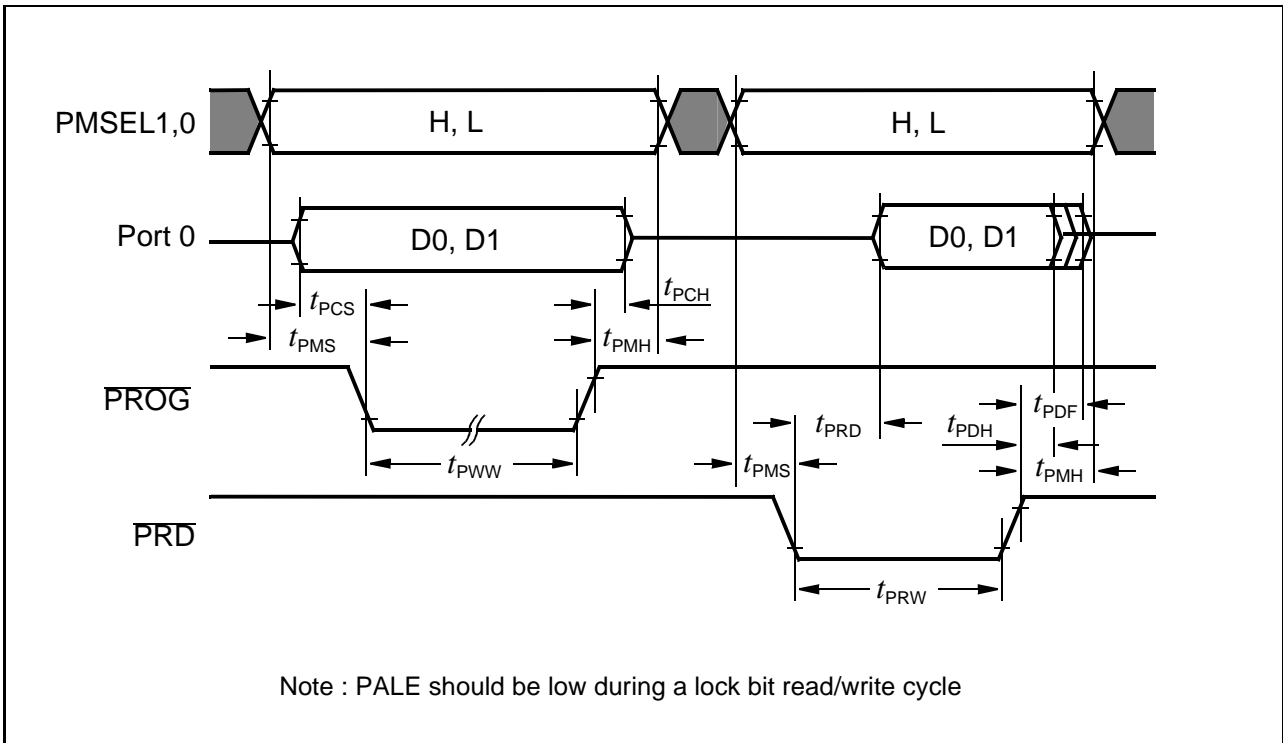 PMSEL1,0
H, L
H, L
Port 0
D0, D1
D0, D1
tPCS
tPCH
tPMS
tPMH
PROG
tPDF
tPRD
tPDH
tPWW
tPMS
tPMH
PRD
tPRW
Note : PALE should be low during a lock bit read/write cycle